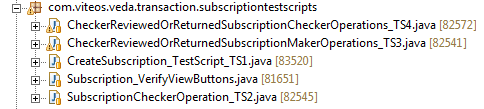 com.viteos.veda.transaction.subscriptiontestscripts
CheckerReviewedOrReturnedSubscriptionCheckerOperations_TS4.java [82572]
CheckerReviewedOrReturnedSubscriptionMakerOperations_TS3.java [82541]
CreateSubscription_TestScript_TS1.java [83520]
Subscription_VerifyViewButtons.java [81651]
SubscriptionCheckerOperation_TS2.java [82545]